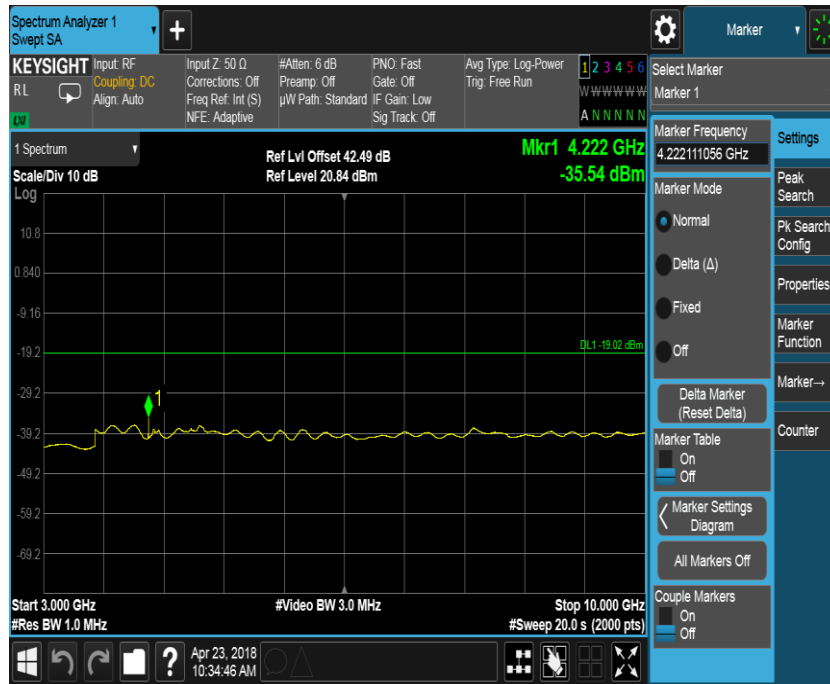 Spectrum Analyzer 1
Swept SA
+
Marker
KEYSIGHT
RL
LXI
Input: RF
Coupling: DC
Align: Auto
Input Z: 50 Ω
Corrections: Off
Freq Ref: Int (S)
NFE: Adaptive
#Atten: 6 dB
Preamp: Off
µW Path: Standard
PNO: Fast
Gate: Off
IF Gain: Low
Sig Track: Off
Avg Type: Log-Power
Trig: Free Run
1 2 3 4 5 6
W W W W W W
A N N N N N
Select Marker
Marker 1
1 Spectrum
Scale/Div 10 dB
Ref Lvl Offset 42.49 dB
Ref Level 20.84 dBm
Mkr1 4.222 GHz
-35.54 dBm
Log
10.8
0.840
-9.16
-19.2
-29.2
-39.2
-49.2
-59.2
-69.2
DL1 -19.02 dBm
1
Start 3.000 GHz
#Res BW 1.0 MHz
#Video BW 3.0 MHz
Stop 10.000 GHz
#Sweep 20.0 s (2000 pts)
Marker Frequency
4.222111056 GHz
Marker Mode
Normal
Delta (Δ)
Fixed
Off
Delta Marker
(Reset Delta)
Marker Table
On
Off
Marker Settings
Diagram
All Markers Off
Couple Markers
On
Off
Settings
Peak
Search
Pk Search
Config
Properties
Marker
Function
Marker→
Counter
?
Apr 23, 2018
10:34:46 AM